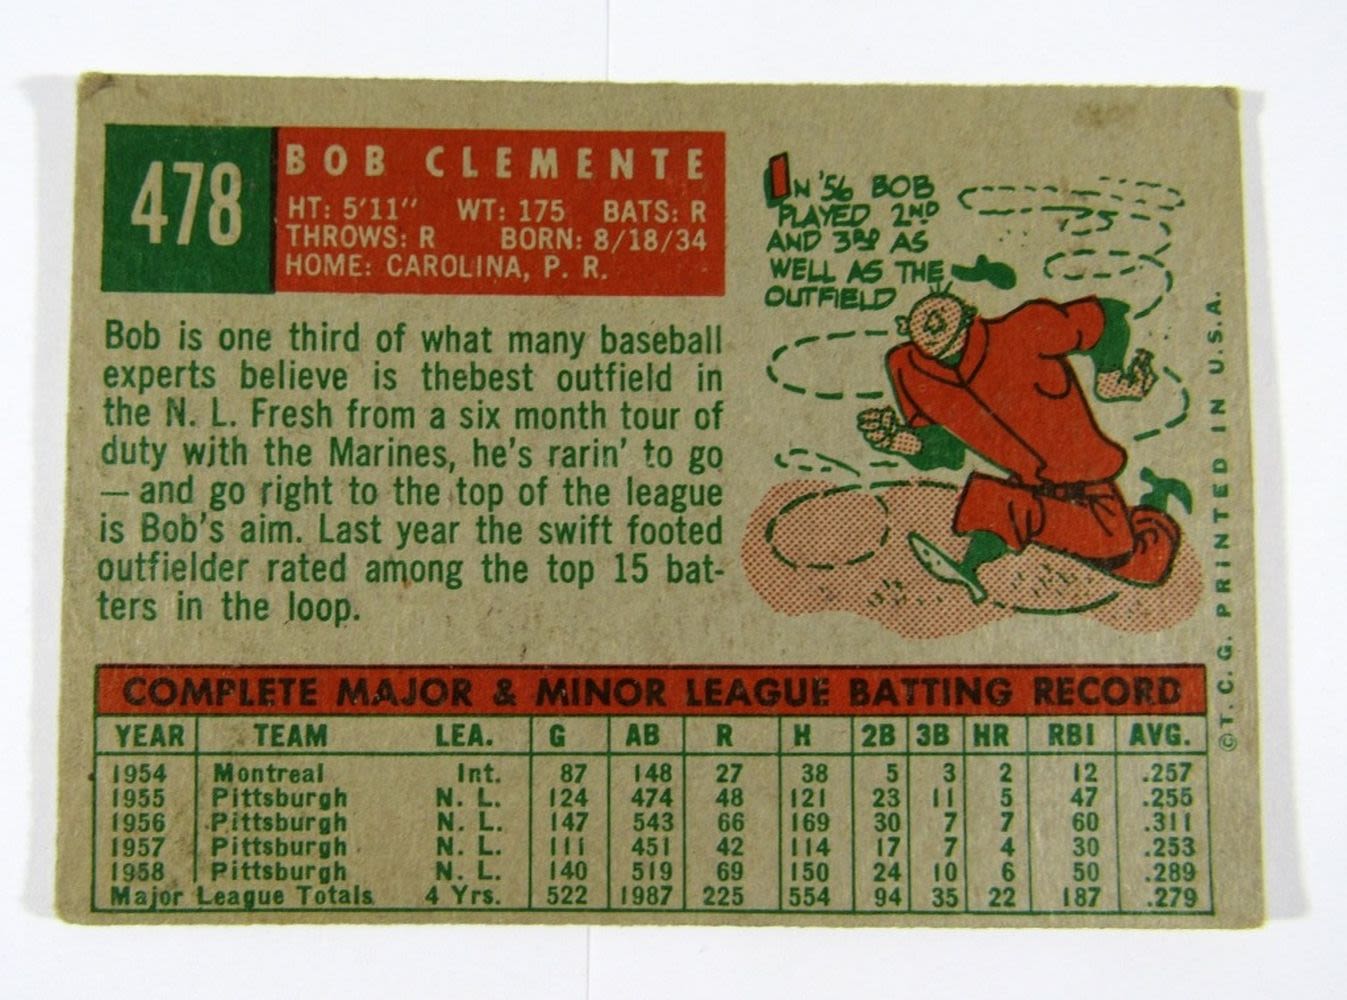 478
BOB CLEMENTE
HT: 5'11" WT: 175 BATS: R
THROWS: R BORN: 8/18/34
HOME: CAROLINA, P. R.
IN '56 BOB
PLAYED 2ND
AND 3RD AS
WELL AS THE
OUTFIELD
Bob is one third of what many baseball
experts believe is thebest outfield in
the N. L. Fresh from a six month tour of
duty with the Marines, he's rarin' to go
— and go right to the top of the league
is Bob's aim. Last year the swift footed
outfielder rated among the top 15 bat-
ters in the loop.
COMPLETE MAJOR & MINOR LEAGUE BATTING RECORD
YEAR TEAM LEA. G AB R H 2B 3B HR RBI AVG.
1954 Montreal Int. 87 148 27 38 5 3 2 12 .257
1955 Pittsburgh N. L. 124 474 48 121 23 11 5 47 .255
1956 Pittsburgh N. L. 147 543 66 169 30 7 7 60 .311
1957 Pittsburgh N. L. 111 451 42 114 17 7 4 30 .253
1958 Pittsburgh N. L. 140 519 69 150 24 10 6 50 .289
Major League Totals 4 Yrs. 522 1987 225 554 94 35 22 187 .279
©T. C. G. PRINTED IN U.S.A.